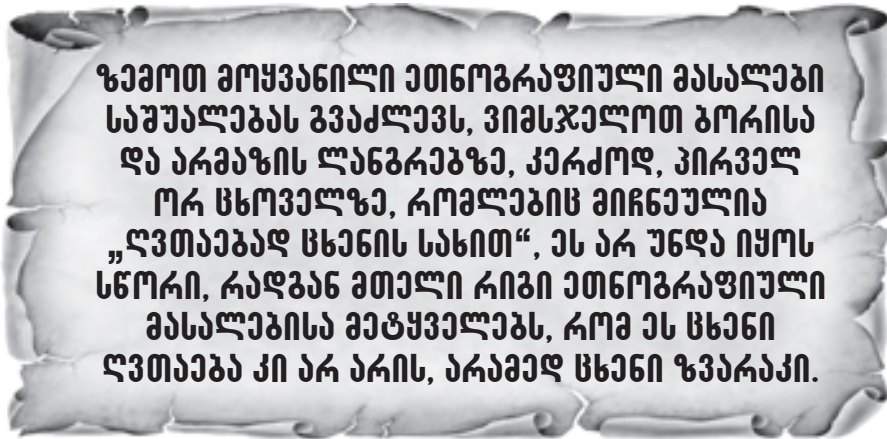 ზემოთ მოყვანილი ეთნოგრაფიული მასალები
საშუალებას გვაძლევს, ვიმსჯელოთ ბორისა
და არმაზის ლანგრებზე, კერძოდ, პირველ
ორ ცხოველზე, რომლებიც მიჩნეულია
„ღვთაებად ცხენის სახით“, ეს არ უნდა იყოს
სწორი, რადგან მთელი რიგი ეთნოგრაფიული
მასალებისა მეტყველებს, რომ ეს ცხენი
ღვთაება კი არ არის, არამედ ცხენი ზვარაკი.